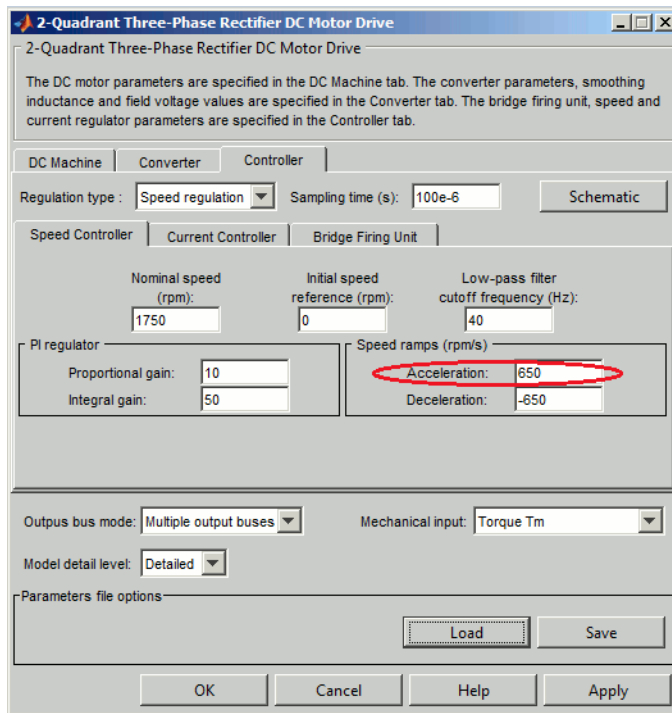 2-Quadrant Three-Phase Rectifier DC Motor Drive
2-Quadrant Three-Phase Rectifier DC Motor Drive
The DC motor parameters are specified in the DC Machine tab. The converter parameters, smoothing
inductance and field voltage values are specified in the Converter tab. The bridge firing unit, speed and
current regulator parameters are specified in the Controller tab.
DC Machine Converter Controller
Regulation type : Speed regulation Sampling time (s): 100e-6 Schematic
Speed Controller Current Controller Bridge Firing Unit
Nominal speed Initial speed Low-pass filter
(rpm): reference (rpm): cutoff frequency (Hz):
1750 0 40
PI regulator Speed ramps (rpm/s)
Proportional gain: 10 Acceleration: 650
Integral gain: 50 Deceleration: -650
Outpus bus mode: Multiple output buses Mechanical input: Torque Tm
Model detail level: Detailed
Parameters file options
Load Save
OK Cancel Help Apply